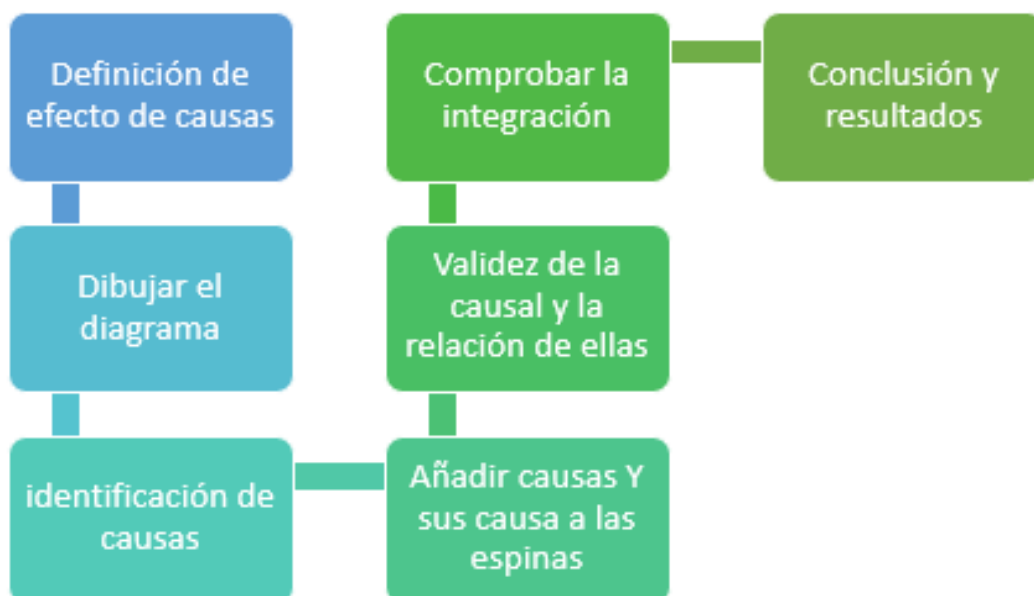 Definición de
efecto de causas
Dibujar el
diagrama
identificación de
causas
Añadir causas Y
sus causa a las
espinas
Validez de la
causal y la
relación de ellas
Comprobar la
integración
Conclusión y
resultados